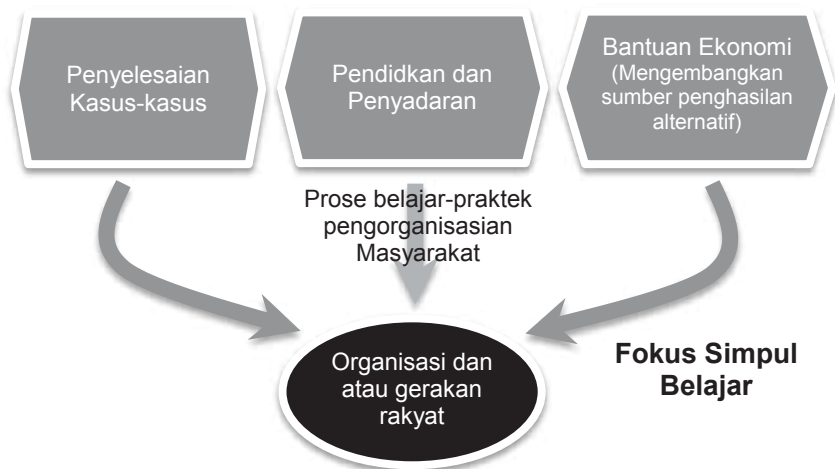 Penyelesaian
Kasus-kasus
Pendidkan dan
Penyadaran
Bantuan Ekonomi
(Mengembangkan
sumber penghasilan
alternatif)
Prose belajar-praktek
pengorganisasian
Masyarakat
Organisasi dan
atau gerakan
rakyat
Fokus Simpul
Belajar